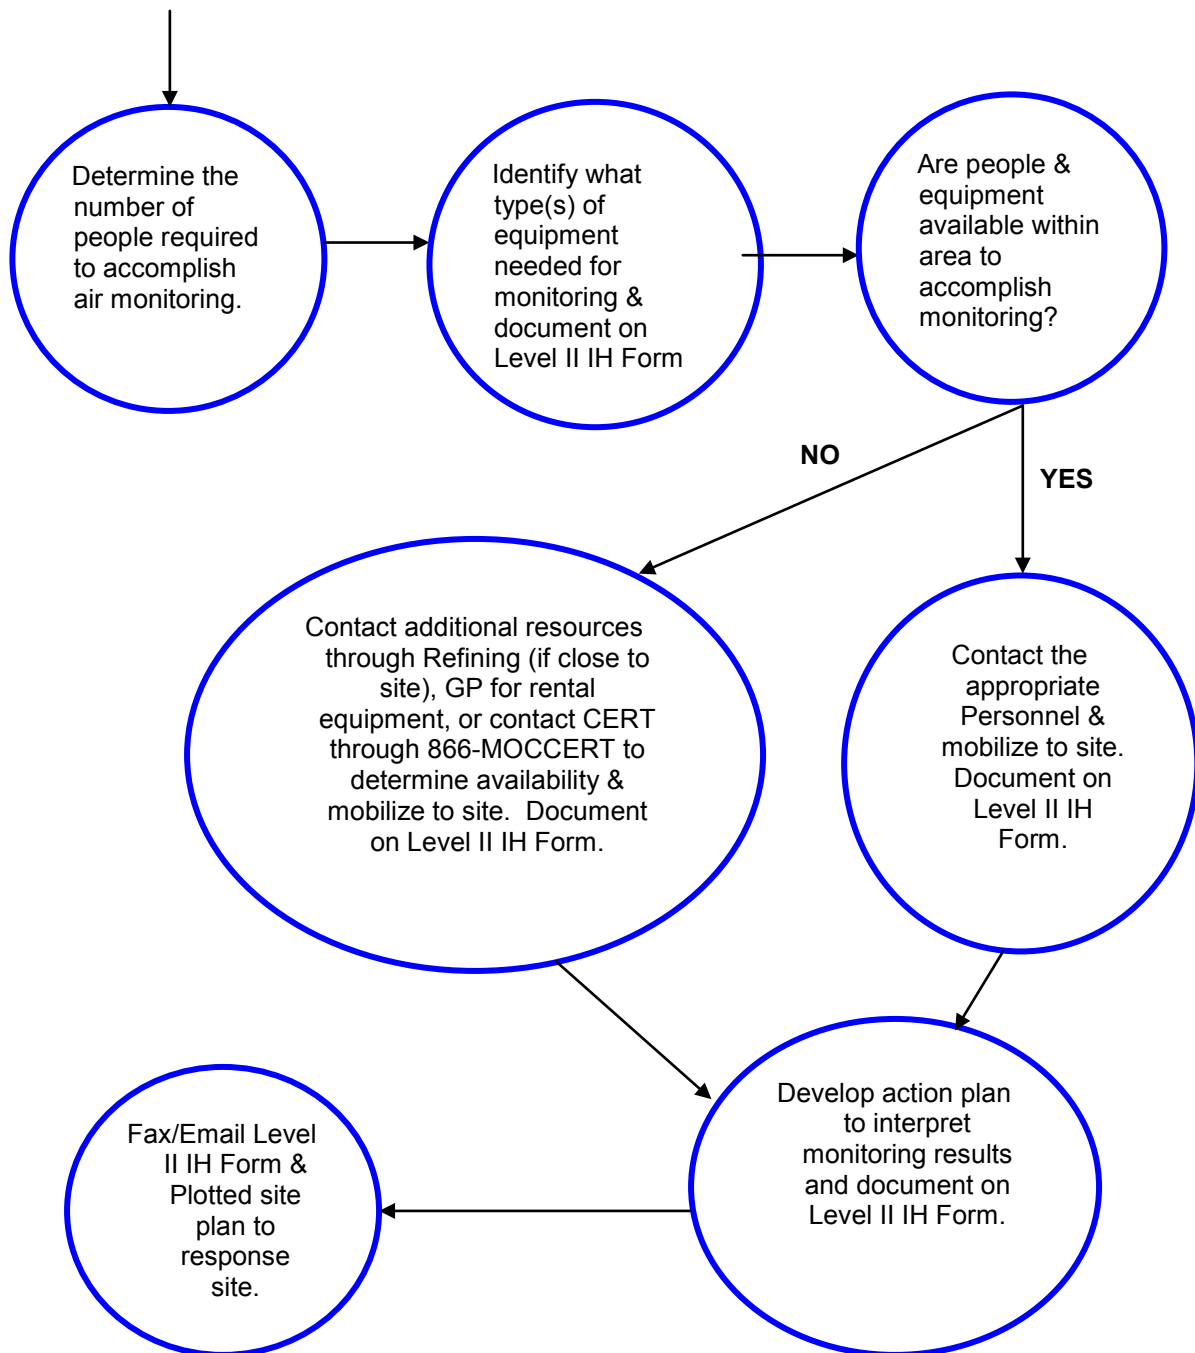 Determine the
number of
people required
to accomplish
air monitoring.
Identify what
type(s) of
equipment
needed for
monitoring &
document on
Level II IH Form
Are people &
equipment
available within
area to
accomplish
monitoring?
NO
YES
Contact additional resources
through Refining (if close to
site), GP for rental
equipment, or contact CERT
through 866-MOCCERT to
determine availability &
mobilize to site.  Document
on Level II IH Form.
Contact the
appropriate
Personnel &
mobilize to site.
Document on
Level II IH
Form.
Develop action plan
to interpret
monitoring results
and document on
Level II IH Form.
Fax/Email Level
II IH Form &
Plotted site
plan to
response
site.